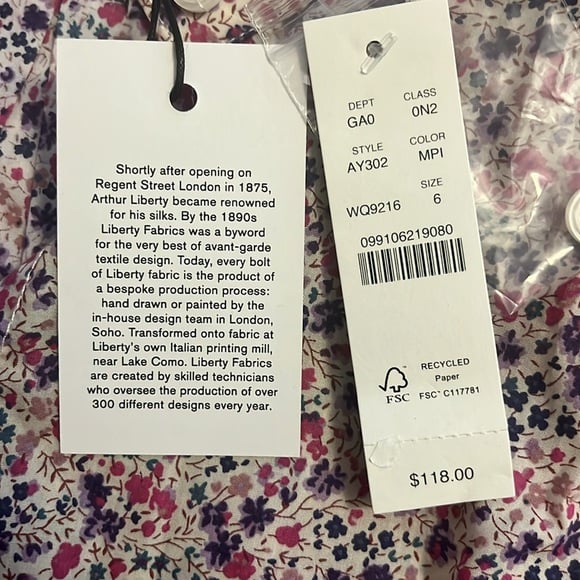 Shortly after opening on
Regent Street London in 1875,
Arthur Liberty became renowned
for his silks. By the 1890s
Liberty Fabrics was a byword
for the very best of avant-garde
textile design. Today, every bolt
of Liberty fabric is the product of
a bespoke production process:
hand drawn or painted by the
in-house design team in London,
Soho. Transformed onto fabric at
Liberty's own Italian printing mill,
near Lake Como. Liberty Fabrics
are created by skilled technicians
who oversee the production of over
300 different designs every year.
DEPT CLASS
GA0 0N2
STYLE COLOR
AY302 MPI
SIZE
WQ9216 6
099106219080
RECYCLED
Paper
FSC FSC™ C117781
$118.00